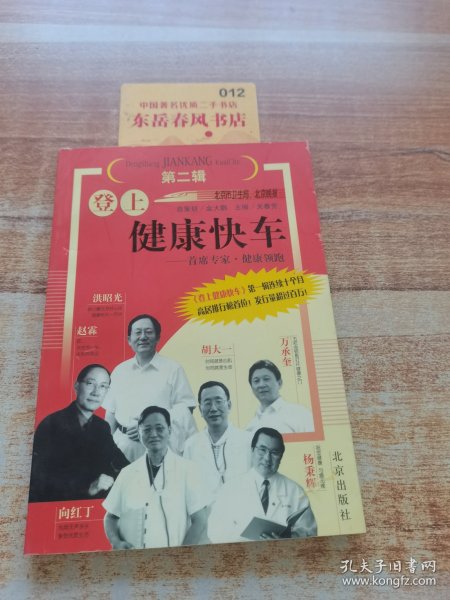 012
中国著名优质二手书店
东岳春风书店
Dengshang JIANKANG KuaiChe
第二辑
登上
北京市卫生局、北京晚报
健康快车
——首席专家·健康领跑
《登上健康快车》第一辑连续十个月
高居排行榜首位！发行量超过百万！
洪昭光
赵霖
胡大一
万承奎
杨秉辉
向红丁
北京出版社
孔夫子旧书网
www.kongfz.com